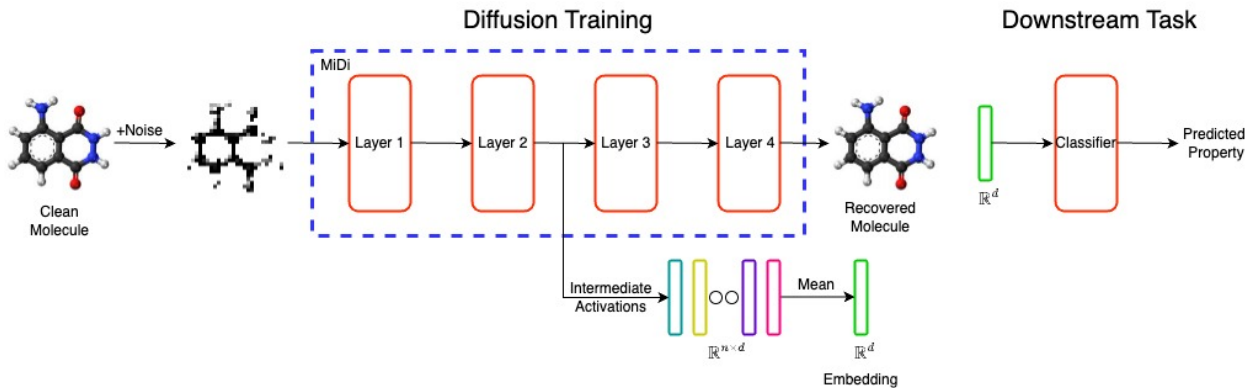 Diffusion Training
Downstream Task
MiDi
+Noise
Layer 1
Layer 2
Layer 3
Layer 4
Classifier
Predicted
Property
Clean
Molecule
Recovered
Molecule
ℝ^d
Intermediate
Activations
Mean
ℝ^{n×d}
ℝ^d
Embedding